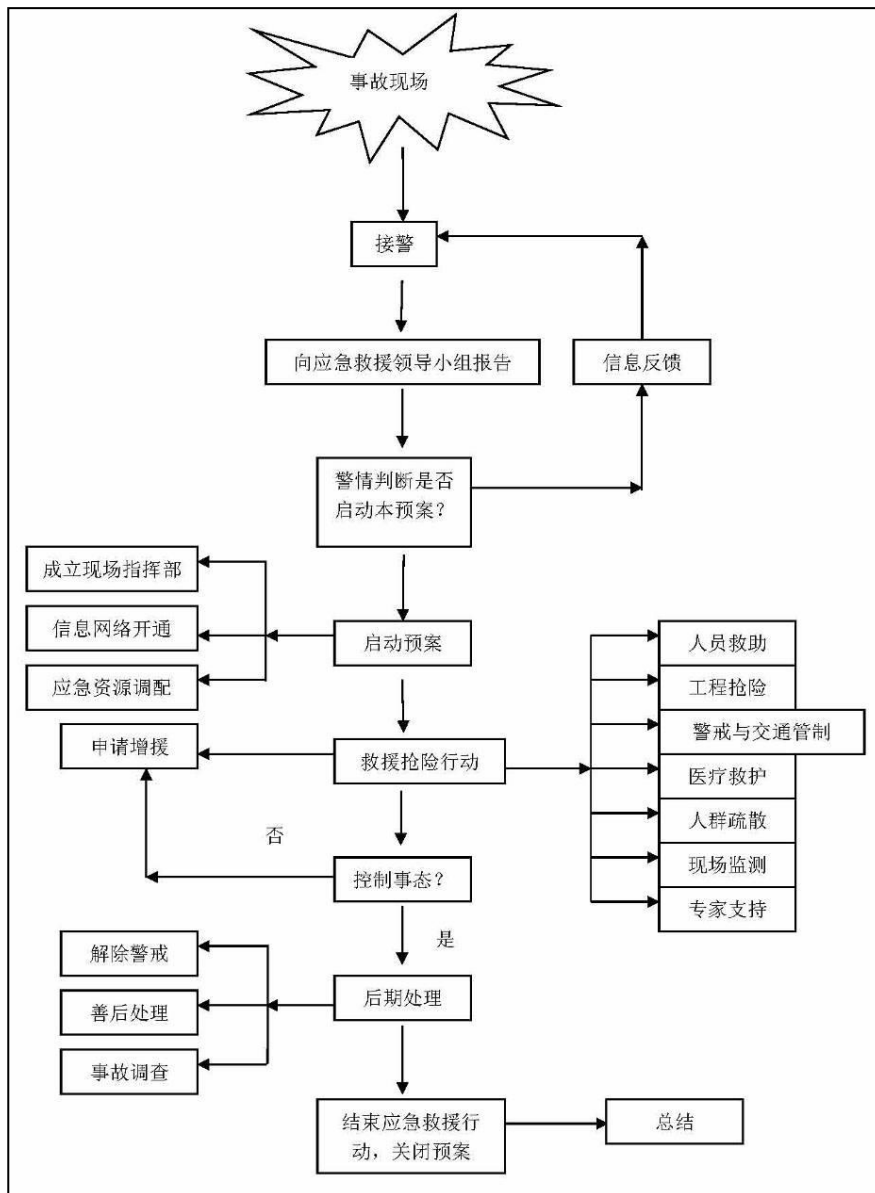 事故现场
接警
向应急救援领导小组报告
信息反馈
警情判断是否
启动本预案？
成立现场指挥部
信息网络开通
应急资源调配
启动预案
人员救助
工程抢险
警戒与交通管制
医疗救护
人群疏散
现场监测
专家支持
申请增援
救援抢险行动
否
控制事态？
是
解除警戒
善后处理
事故调查
后期处理
结束应急救援行
动，关闭预案
总结